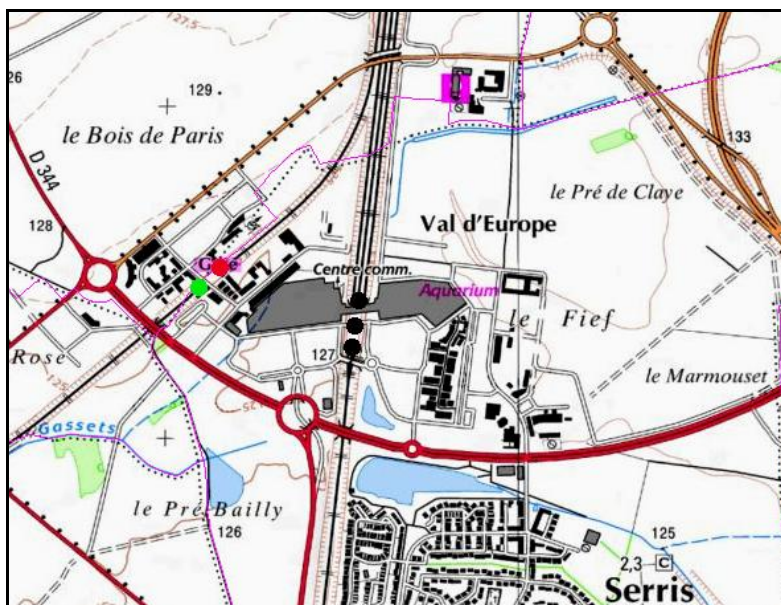 127,5
26
129
133
le Bois de Paris
D 344
le Pré de Claye
128
Val d'Europe
Centre comm.
Aquarium
le Fief
127
Rose
125
le Marmouset
Gassets
le Pré Bailly
126
125
2,3 C
Serris